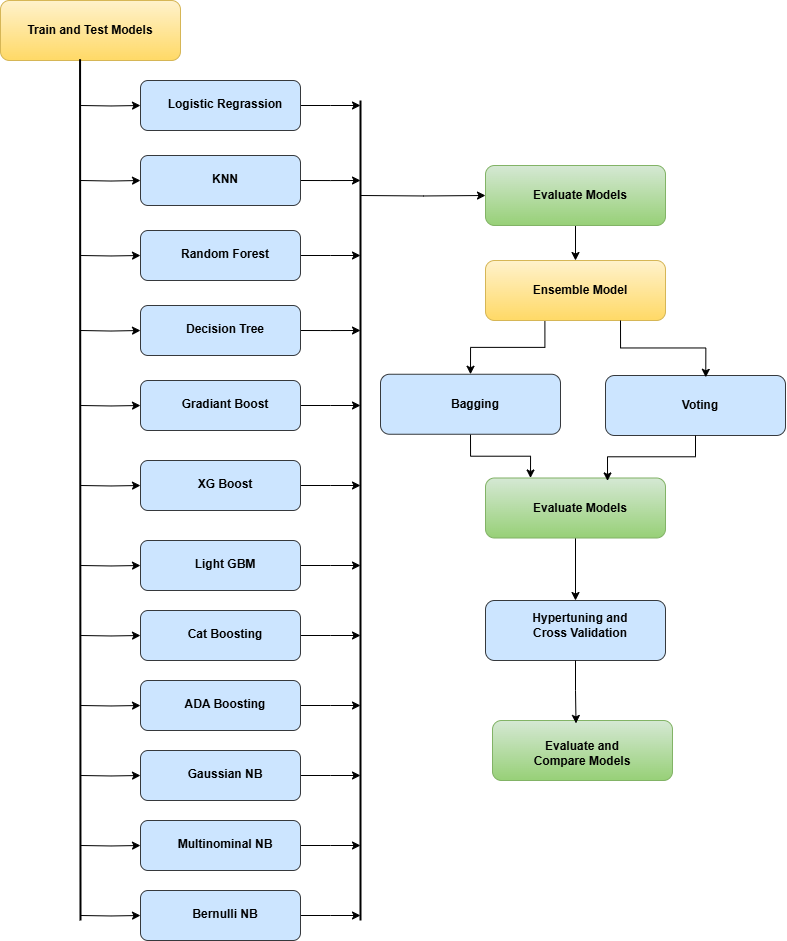 Train and Test Models
Logistic Regrassion
KNN
Random Forest
Decision Tree
Gradiant Boost
XG Boost
Light GBM
Cat Boosting
ADA Boosting
Gaussian NB
Multinominal NB
Bernulli NB
Evaluate Models
Ensemble Model
Bagging
Voting
Evaluate Models
Hypertuning and
Cross Validation
Evaluate and
Compare Models